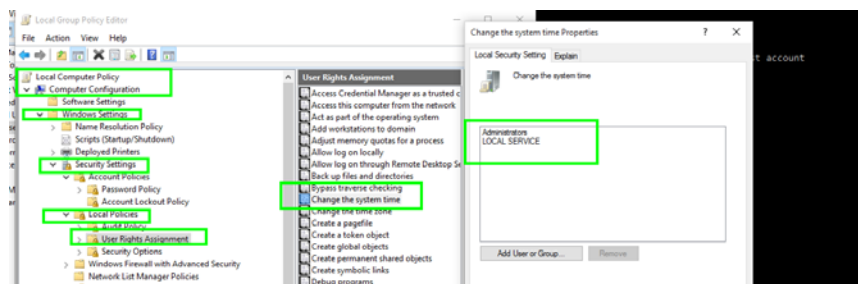 Local Group Policy Editor
File Action View Help
Local Computer Policy
Computer Configuration
Software Settings
Windows Settings
Name Resolution Policy
Scripts (Startup/Shutdown)
Deployed Printers
Security Settings
Account Policies
Password Policy
Account Lockout Policy
Local Policies
Audit Policy
User Rights Assignment
Security Options
Windows Firewall with Advanced Security
Network List Manager Policies
User Rights Assignment
Access Credential Manager as a trusted c
Access this computer from the network
Act as part of the operating system
Add workstations to domain
Adjust memory quotas for a process
Allow log on locally
Allow log on through Remote Desktop Se
Back up files and directories
Bypass traverse checking
Change the system time
Change the time zone
Create a pagefile
Create a token object
Create global objects
Create permanent shared objects
Create symbolic links
Debug programs
Change the system time Properties
? X
Local Security Setting Explain
Change the system time
Administrators
LOCAL SERVICE
Add User or Group... Remove
st account